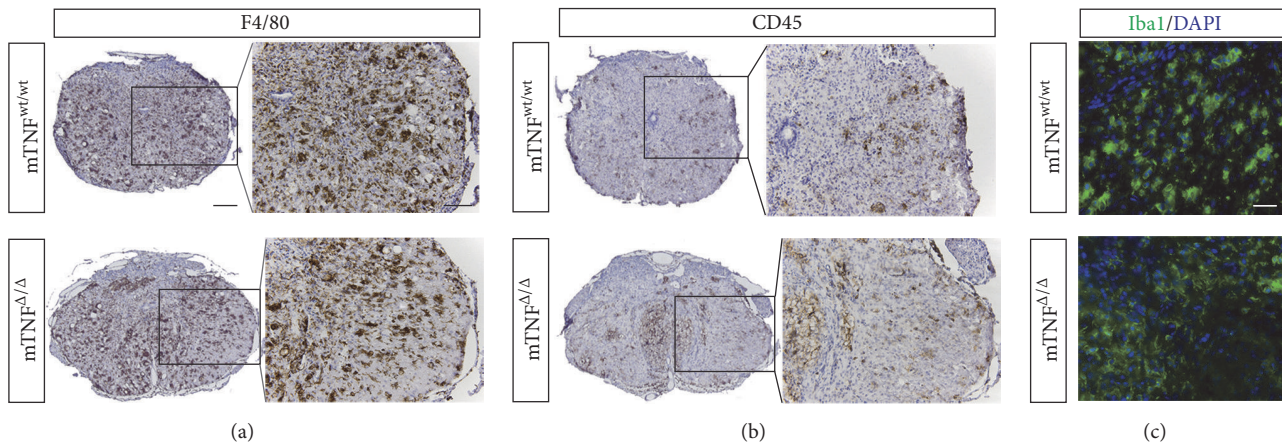 F4/80
CD45
Iba1/DAPI
mTNF^wt/wt
mTNF^wt/wt
mTNF^wt/wt
mTNF^Δ/Δ
mTNF^Δ/Δ
mTNF^Δ/Δ
(a)
(b)
(c)